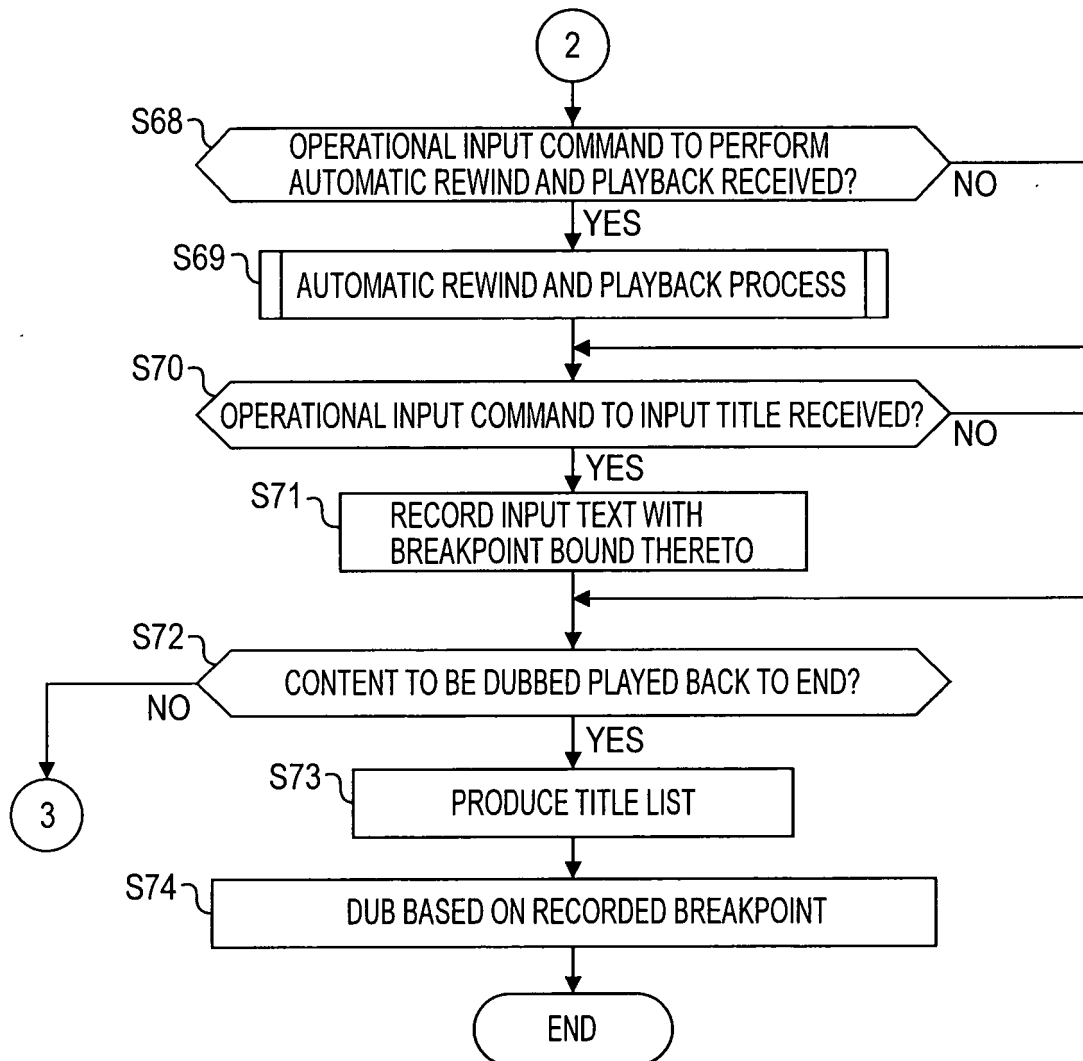 2
S68
OPERATIONAL INPUT COMMAND TO PERFORM
AUTOMATIC REWIND AND PLAYBACK RECEIVED?
NO
YES
S69
AUTOMATIC REWIND AND PLAYBACK PROCESS
S70
OPERATIONAL INPUT COMMAND TO INPUT TITLE RECEIVED?
NO
YES
S71
RECORD INPUT TEXT WITH
BREAKPOINT BOUND THERETO
S72
CONTENT TO BE DUBBED PLAYED BACK TO END?
NO
YES
3
S73
PRODUCE TITLE LIST
S74
DUB BASED ON RECORDED BREAKPOINT
END